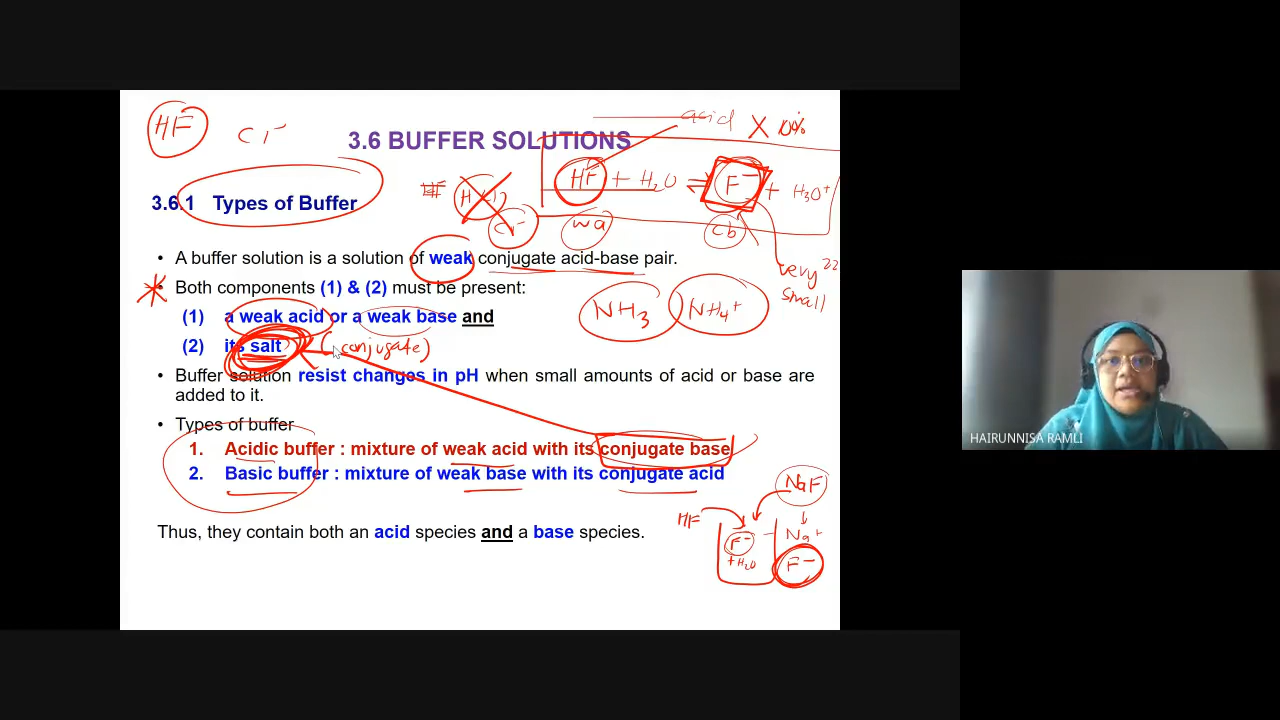 HF
Cl⁻
acid X 10%
3.6 BUFFER SOLUTIONS
HF + H₂O ⇌ F⁻ + H₃O⁺
HF HCl
Cl⁻ wa cb
3.6.1 Types of Buffer
• A buffer solution is a solution of weak conjugate acid-base pair.
very
small
* Both components (1) & (2) must be present:
NH₃ NH₄⁺
(1) a weak acid or a weak base and
(2) its salt (conjugate)
• Buffer solution resist changes in pH when small amounts of acid or base are
added to it.
• Types of buffer
1. Acidic buffer : mixture of weak acid with its conjugate base
2. Basic buffer : mixture of weak base with its conjugate acid
HAIRUNNISA RAMLI
NaF
HF
Na⁺
F⁻
+H₂O
F⁻
Thus, they contain both an acid species and a base species.